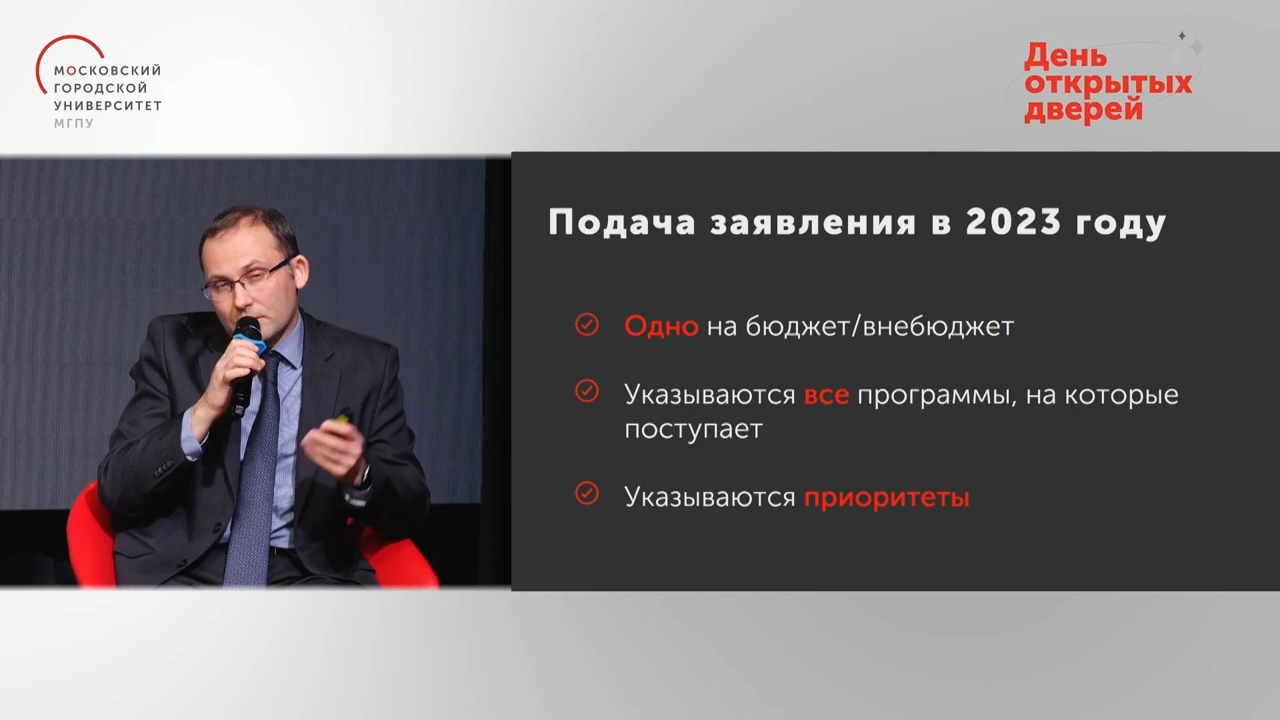 МОСКОВСКИЙ
ГОРОДСКОЙ
УНИВЕРСИТЕТ
МГПУ
День
открытых
дверей
Подача заявления в 2023 году
Одно на бюджет/внебюджет
Указываются все программы, на которые
поступает
Указываются приоритеты